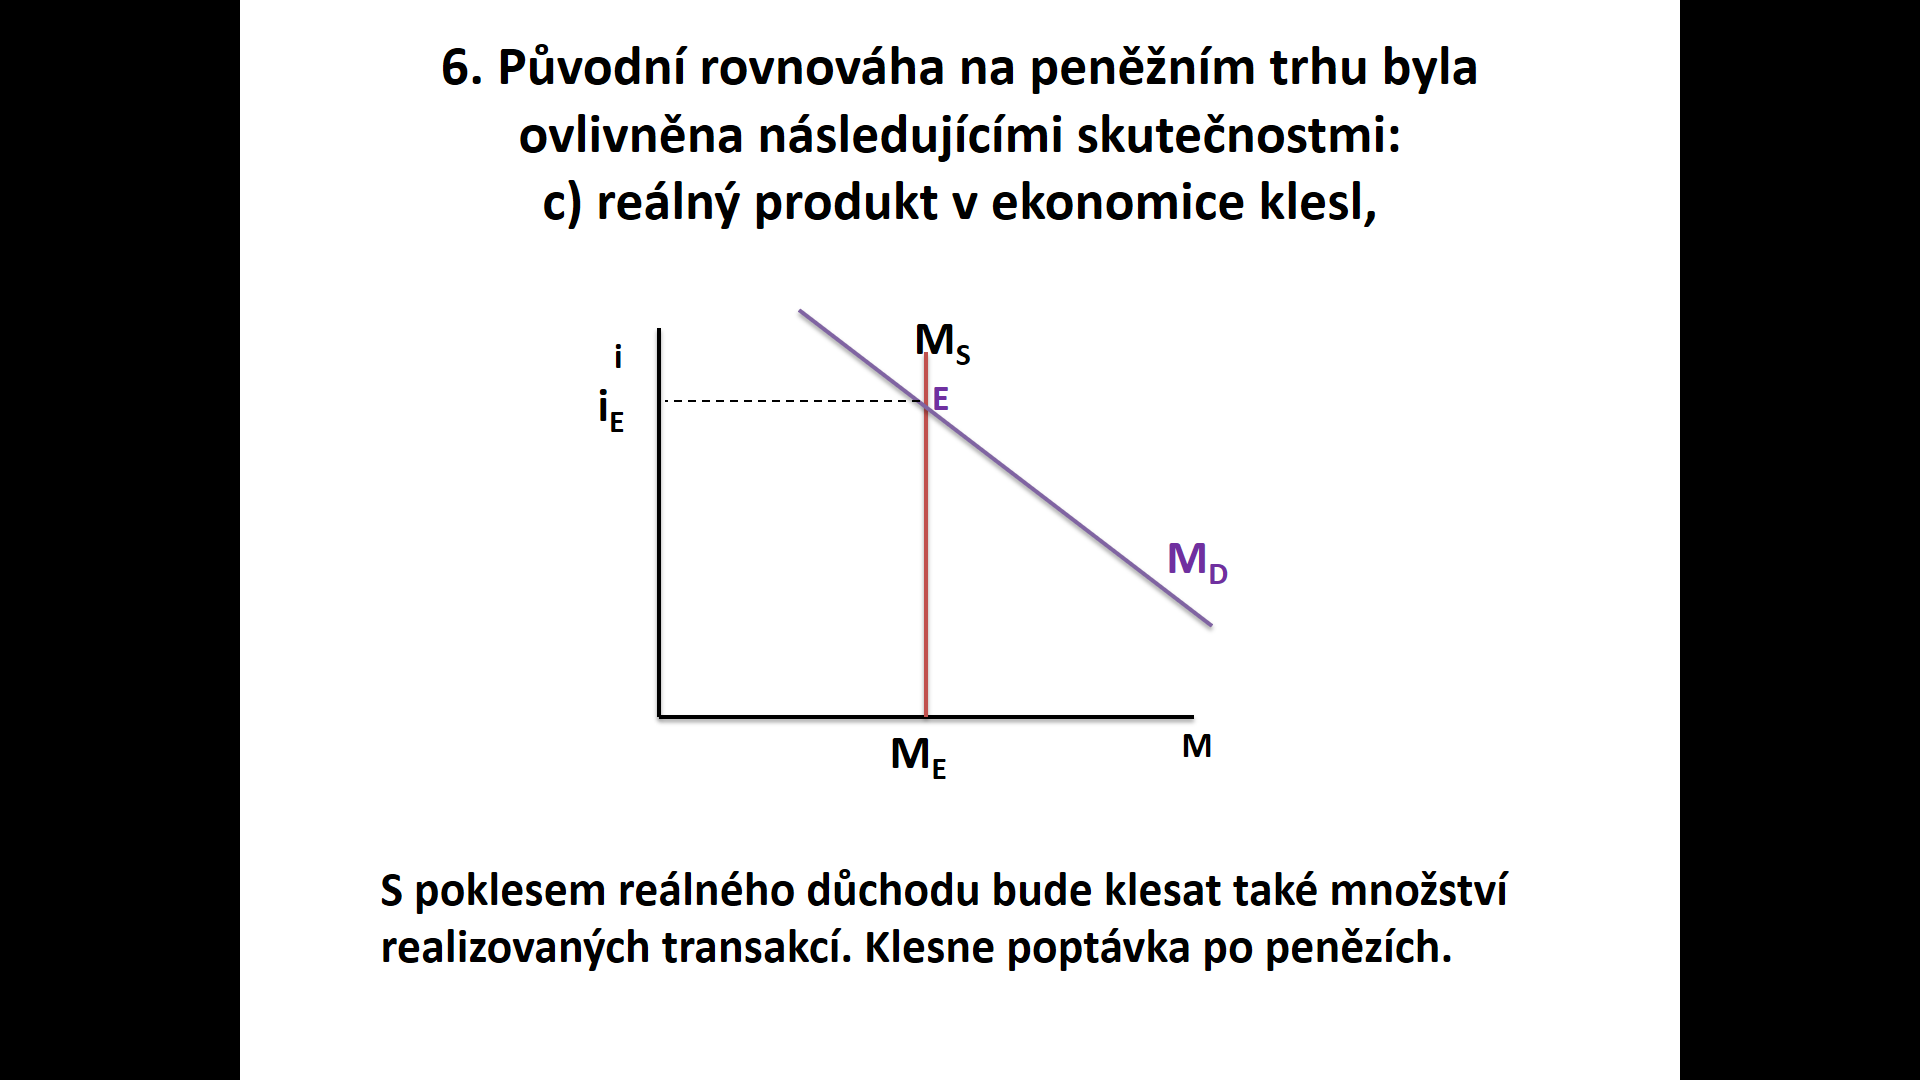 6. Původní rovnováha na peněžním trhu byla
ovlivněna následujícími skutečnostmi:
c) reálný produkt v ekonomice klesl,
MS
i
E
iE
MD
M
ME
S poklesem reálného důchodu bude klesat také množství
realizovaných transakcí. Klesne poptávka po penězích.